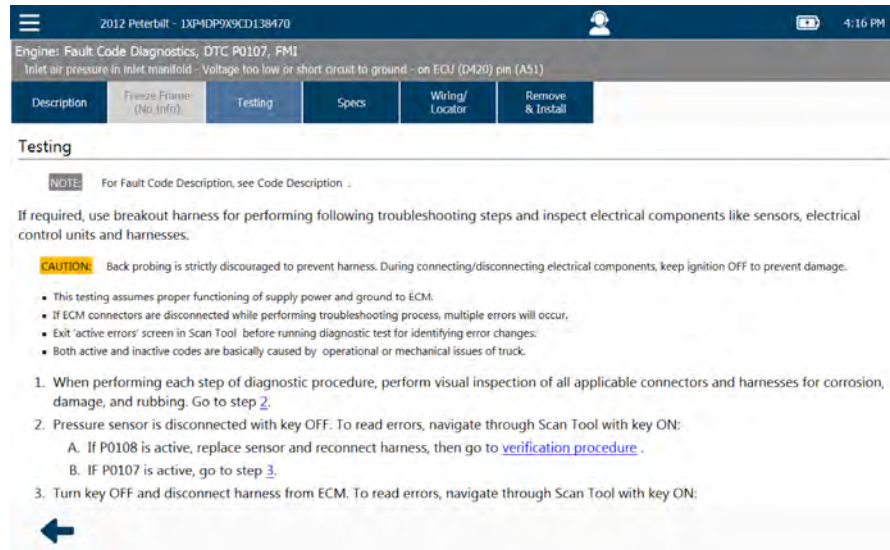 2012 Peterbilt - 1XP4DP9X9CD138470
4:16 PM
Engine: Fault Code Diagnostics, DTC P0107, FMI
Inlet air pressure in inlet manifold - Voltage too low or short circuit to ground - on ECU (D420) pin (A51)
Description
Freeze Frame
(No Info)
Testing
Specs
Wiring/
Locator
Remove
& Install
Testing
NOTE: For Fault Code Description, see Code Description .
If required, use breakout harness for performing following troubleshooting steps and inspect electrical components like sensors, electrical
control units and harnesses.
CAUTION: Back probing is strictly discouraged to prevent harness. During connecting/disconnecting electrical components, keep ignition OFF to prevent damage.
• This testing assumes proper functioning of supply power and ground to ECM.
• If ECM connectors are disconnected while performing troubleshooting process, multiple errors will occur.
• Exit 'active errors' screen in Scan Tool before running diagnostic test for identifying error changes.
• Both active and inactive codes are basically caused by operational or mechanical issues of truck.
1. When performing each step of diagnostic procedure, perform visual inspection of all applicable connectors and harnesses for corrosion,
damage, and rubbing. Go to step 2.
2. Pressure sensor is disconnected with key OFF. To read errors, navigate through Scan Tool with key ON:
A. If P0108 is active, replace sensor and reconnect harness, then go to verification procedure .
B. IF P0107 is active, go to step 3.
3. Turn key OFF and disconnect harness from ECM. To read errors, navigate through Scan Tool with key ON: